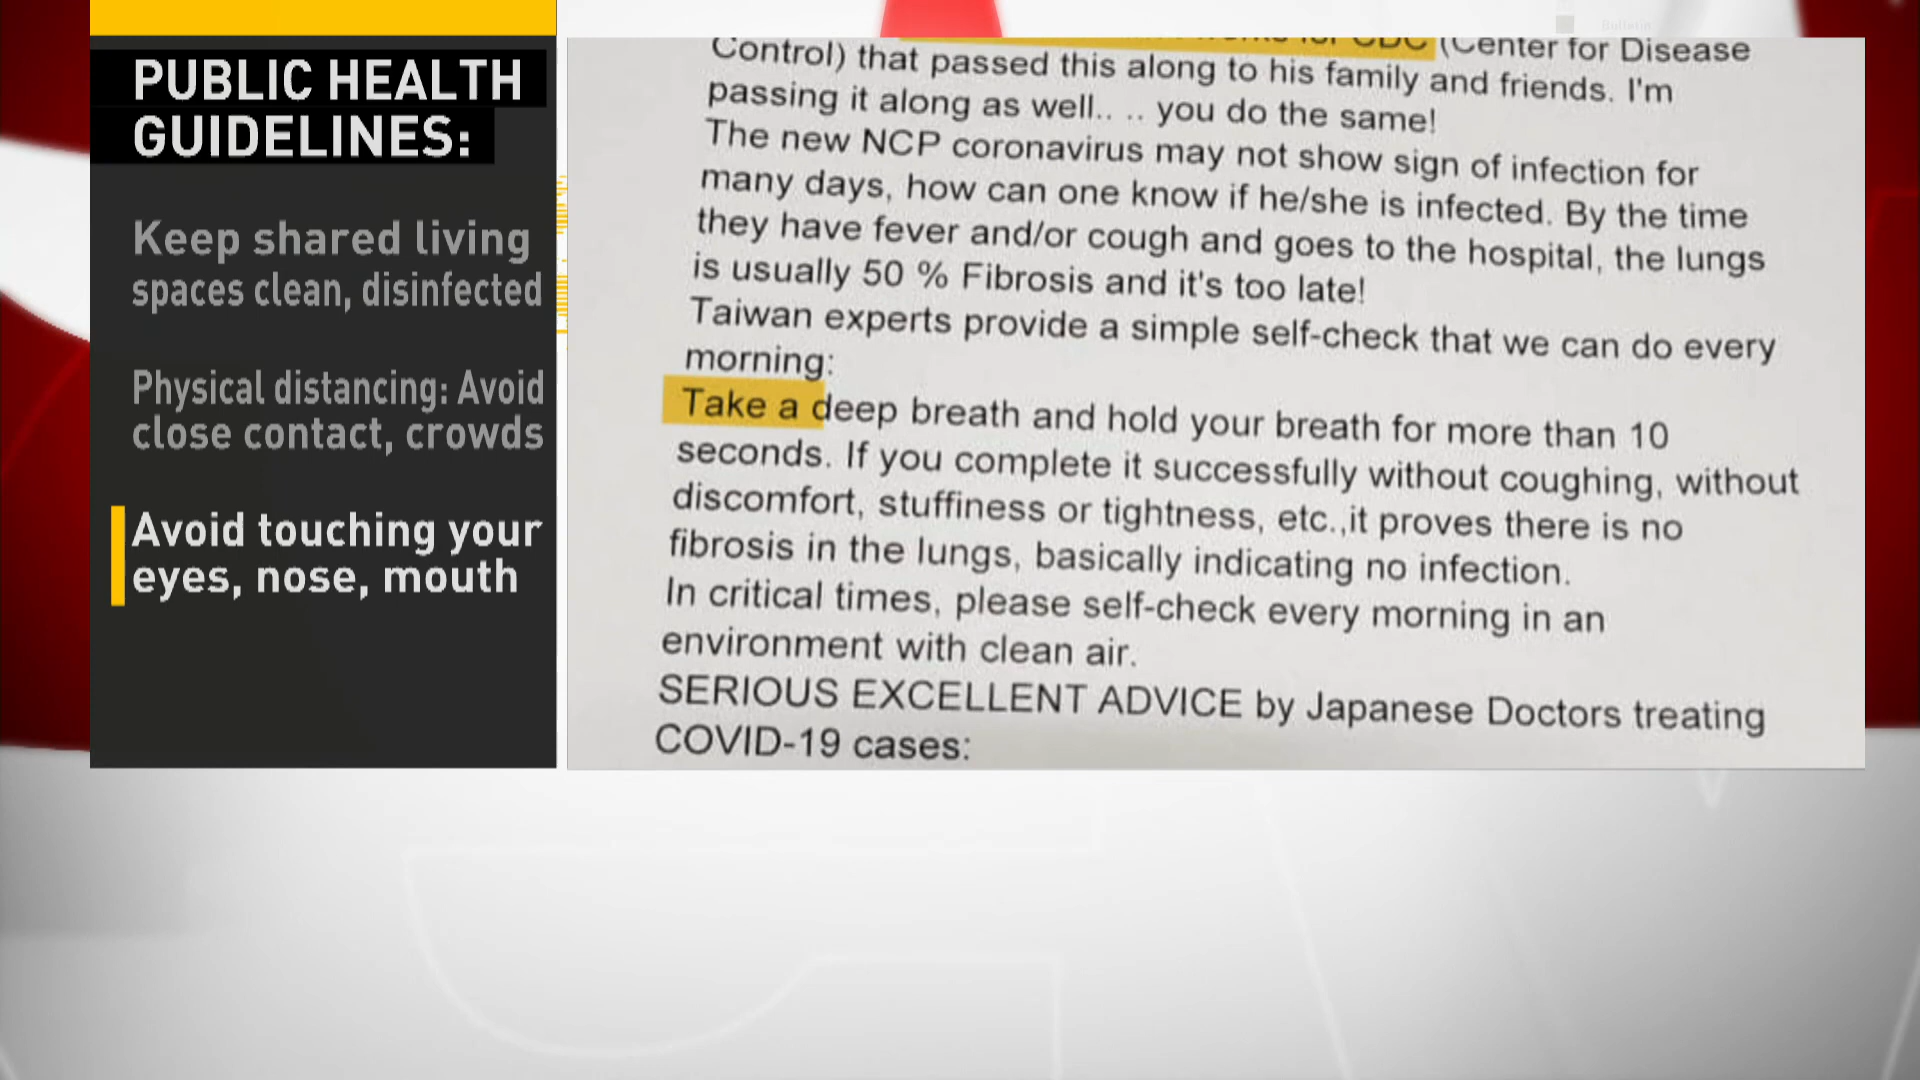 PUBLIC HEALTH
GUIDELINES:
Keep shared living
spaces clean, disinfected
Physical distancing: Avoid
close contact, crowds
Avoid touching your
eyes, nose, mouth
for CDC (Center for Disease
Control) that passed this along to his family and friends. I'm
passing it along as well.. .. you do the same!
The new NCP coronavirus may not show sign of infection for
many days, how can one know if he/she is infected. By the time
they have fever and/or cough and goes to the hospital, the lungs
is usually 50 % Fibrosis and it's too late!
Taiwan experts provide a simple self-check that we can do every
morning:
Take a deep breath and hold your breath for more than 10
seconds. If you complete it successfully without coughing, without
discomfort, stuffiness or tightness, etc.,it proves there is no
fibrosis in the lungs, basically indicating no infection.
In critical times, please self-check every morning in an
environment with clean air.
SERIOUS EXCELLENT ADVICE by Japanese Doctors treating
COVID-19 cases: